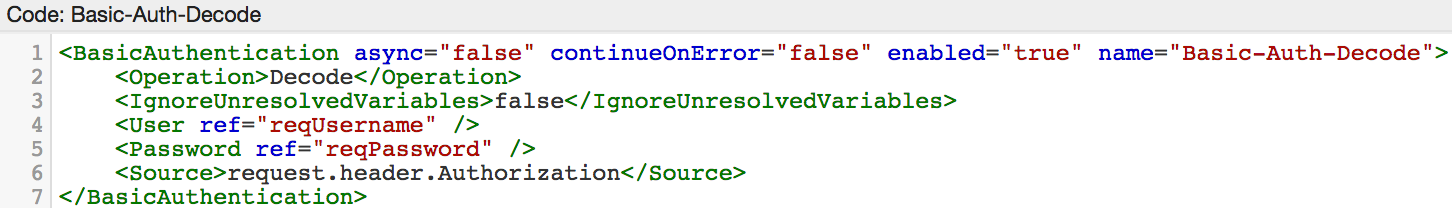 Code: Basic-Auth-Decode
1 <BasicAuthentication async="false" continueOnError="false" enabled="true" name="Basic-Auth-Decode">
2     <Operation>Decode</Operation>
3     <IgnoreUnresolvedVariables>false</IgnoreUnresolvedVariables>
4     <User ref="reqUsername" />
5     <Password ref="reqPassword" />
6     <Source>request.header.Authorization</Source>
7 </BasicAuthentication>